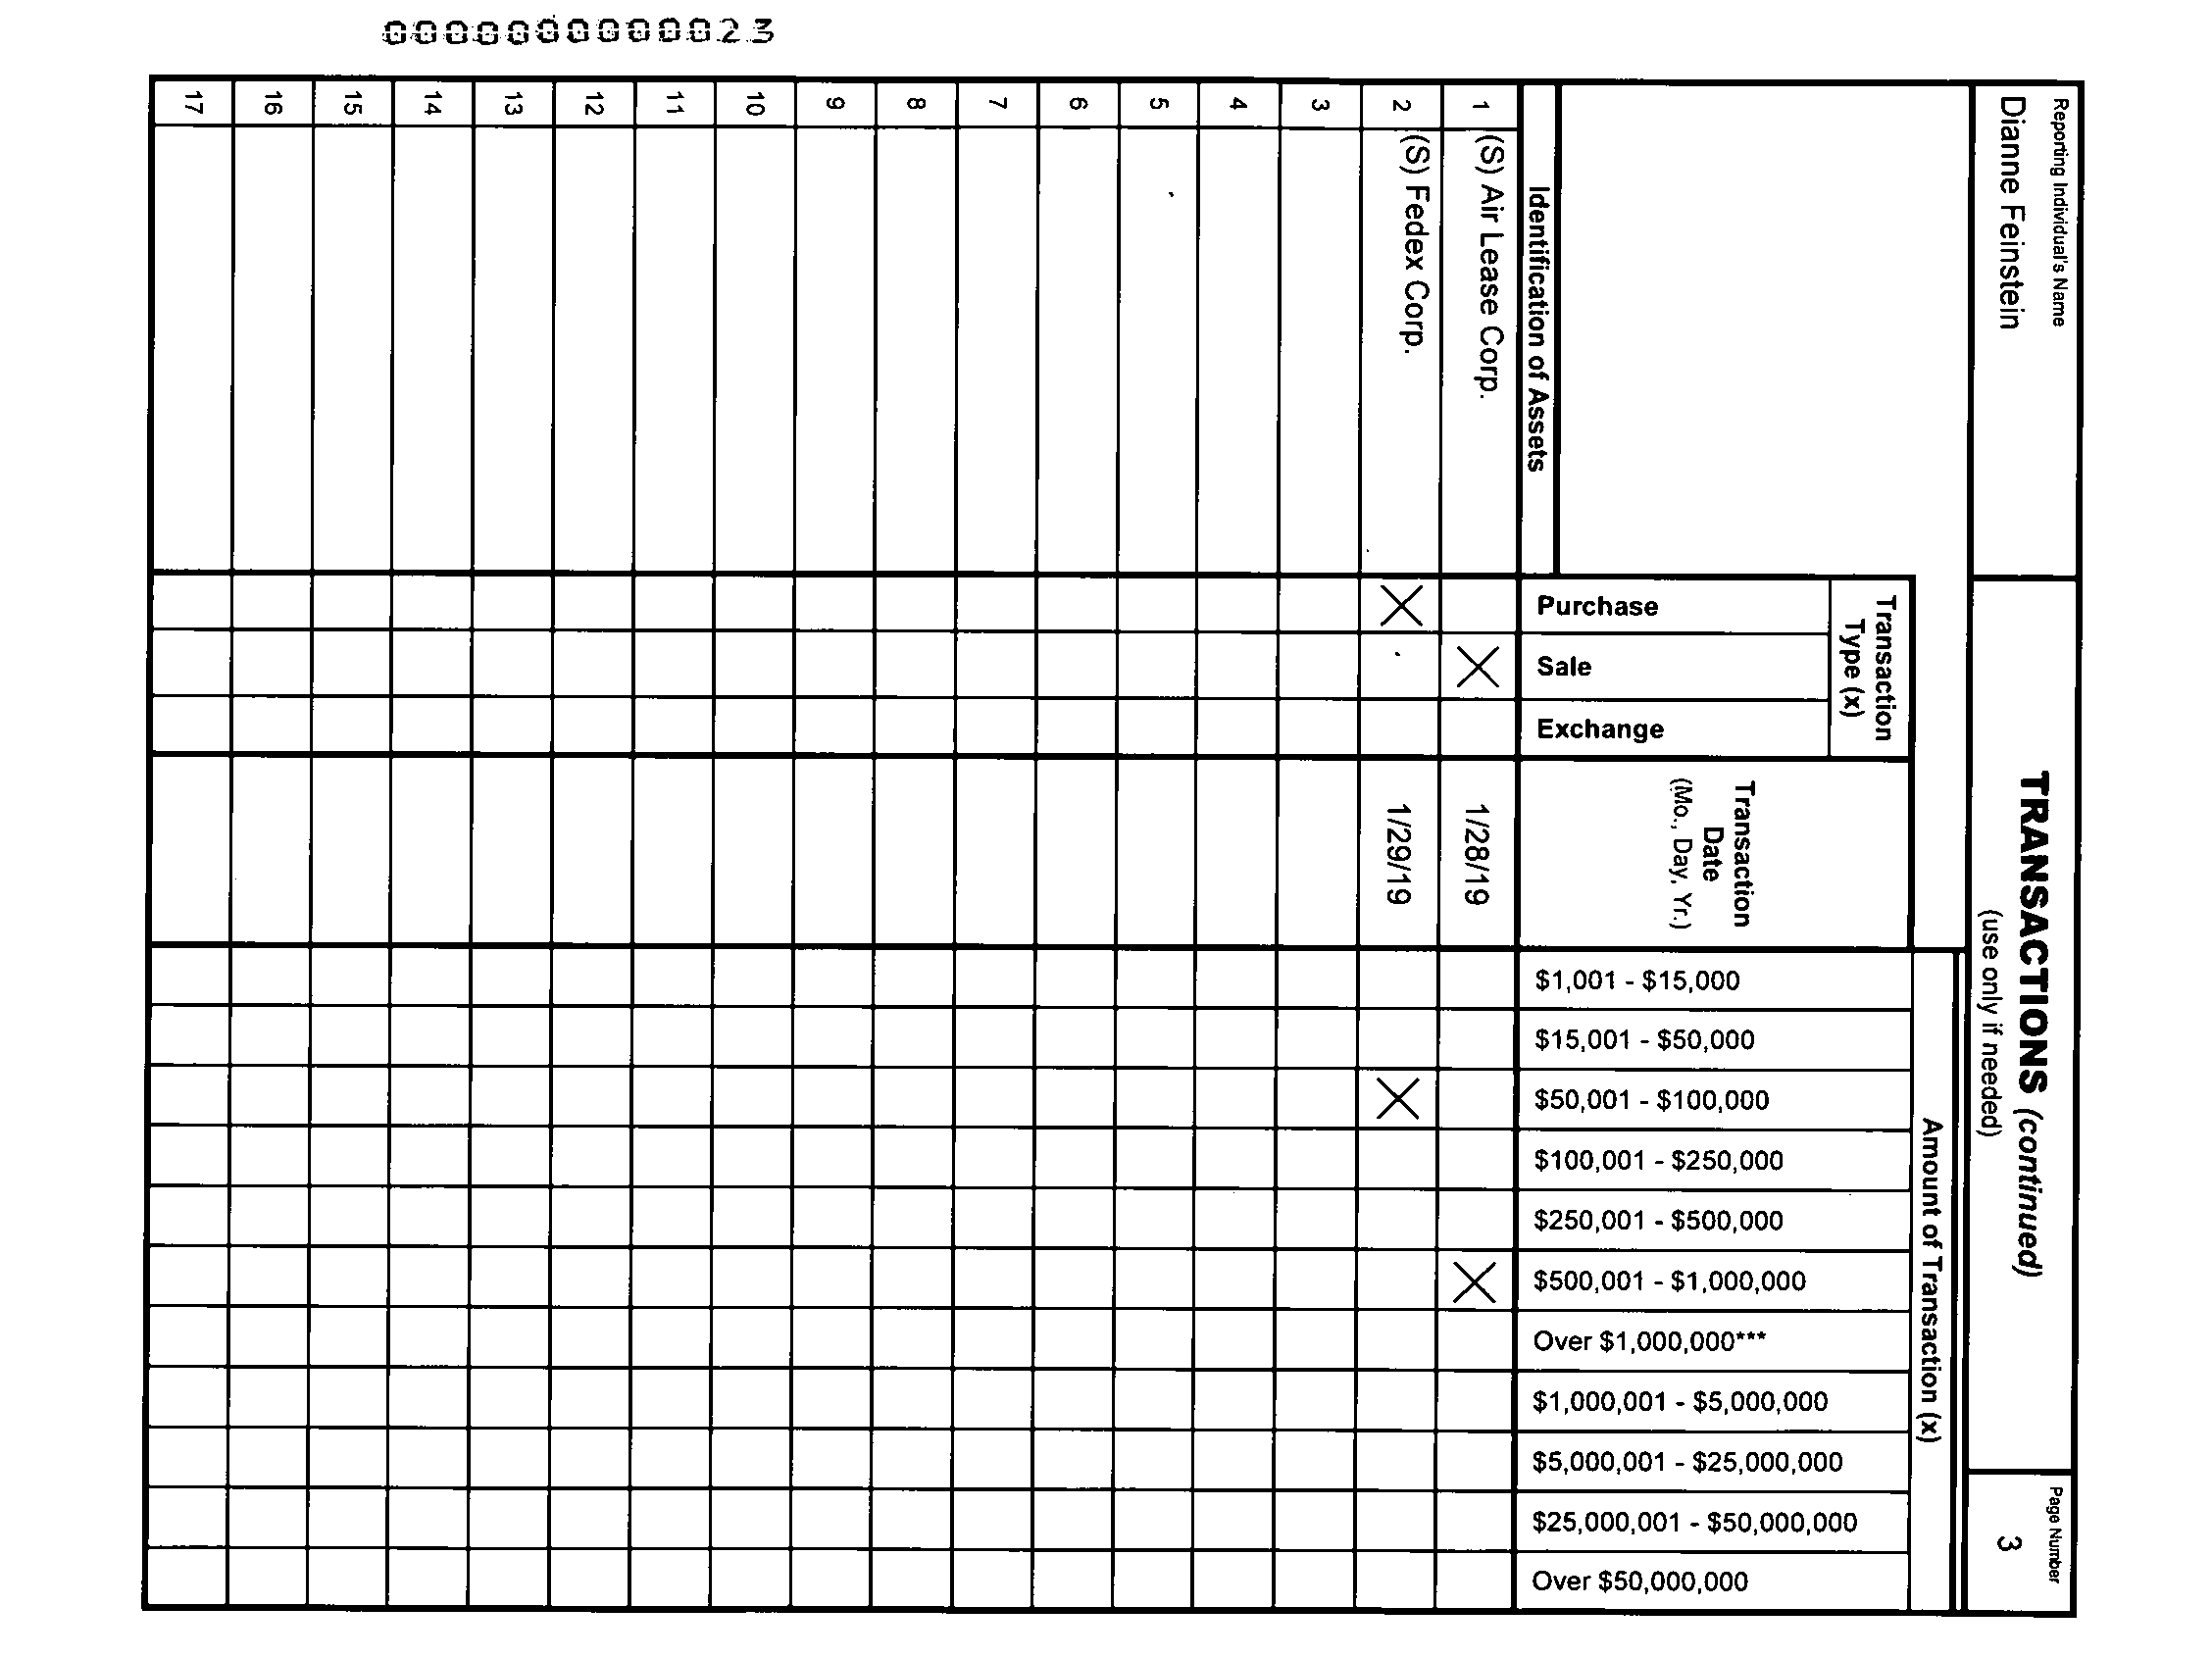 0000000000023
Reporting Individual's Name
Dianne Feinstein
TRANSACTIONS (continued)
(use only if needed)
Page Number
3
Transaction
Type (x)
Amount of Transaction (x)
Identification of Assets
Purchase
Sale
Exchange
Transaction
Date
(Mo., Day, Yr.)
$1,001 - $15,000
$15,001 - $50,000
$50,001 - $100,000
$100,001 - $250,000
$250,001 - $500,000
$500,001 - $1,000,000
Over $1,000,000***
$1,000,001 - $5,000,000
$5,000,001 - $25,000,000
$25,000,001 - $50,000,000
Over $50,000,000
1 (S) Air Lease Corp. X 1/28/19 X
2 (S) Fedex Corp. X 1/29/19 X
3
4
5
6
7
8
9
10
11
12
13
14
15
16
17